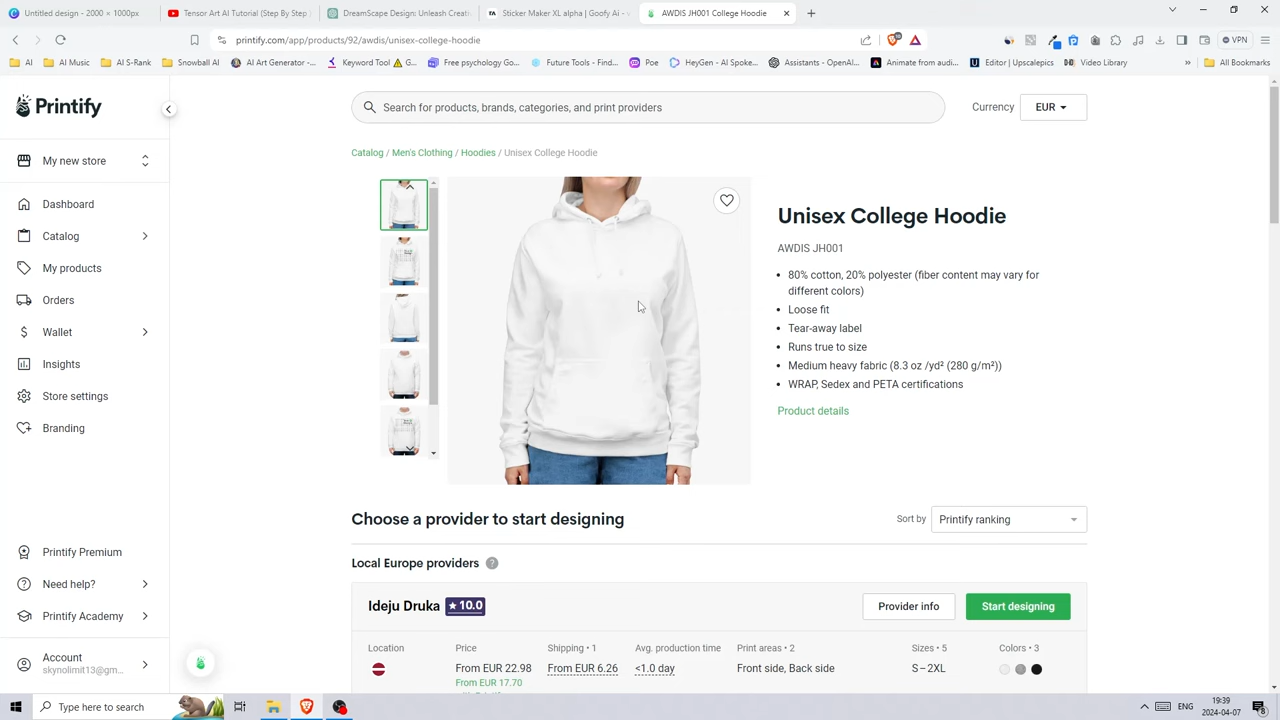 Untitled design - 2000 × 1000px
Tensor Art AI Tutorial (Step By Step
DreamScape Design: Unleash Creati
Sticker Maker XL alpha | Goofy Ai -
AWDIS JH001 College Hoodie
printify.com/app/products/92/awdis/unisex-college-hoodie
VPN
AI
AI Music
AI S-Rank
Snowball AI
AI Art Generator -...
Keyword Tool
Free psychology Go...
Future Tools - Find...
Poe
HeyGen - AI Spoke...
Assistants - OpenAI...
Animate from audi...
Editor | Upscalepics
Video Library
»
All Bookmarks
Printify
Search for products, brands, categories, and print providers
Currency
EUR
My new store
Catalog / Men's Clothing / Hoodies / Unisex College Hoodie
Dashboard
Catalog
My products
Orders
Wallet
Insights
Store settings
Branding
Printify Premium
Need help?
Printify Academy
Account
skynolimit13@gm...
Unisex College Hoodie
AWDIS JH001
• 80% cotton, 20% polyester (fiber content may vary for
different colors)
• Loose fit
• Tear-away label
• Runs true to size
• Medium heavy fabric (8.3 oz /yd² (280 g/m²))
• WRAP, Sedex and PETA certifications
Product details
Choose a provider to start designing
Sort by
Printify ranking
Local Europe providers ?
Ideju Druka ★ 10.0
Provider info
Start designing
Location
Price
Shipping • 1
Avg. production time
Print areas • 2
Sizes • 5
Colors • 3
From EUR 22.98
From EUR 6.26
<1.0 day
Front side, Back side
S–2XL
From EUR 17.70
Type here to search
ENG
19:39
2024-04-07